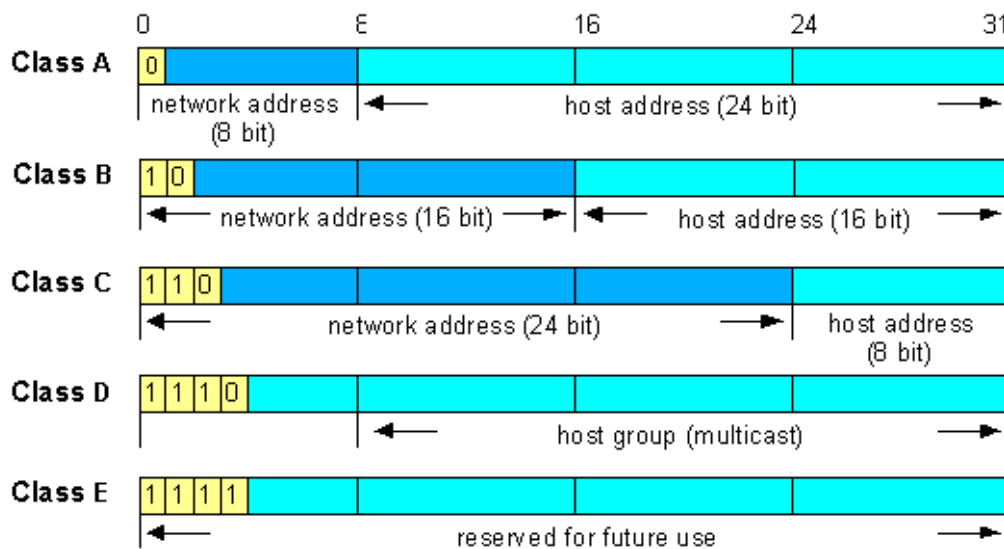 0 8 16 24 31
Class A 0
network address host address (24 bit)
(8 bit)
Class B 1 0
network address (16 bit) host address (16 bit)
Class C 1 1 0
network address (24 bit) host address
(8 bit)
Class D 1 1 1 0
host group (multicast)
Class E 1 1 1 1
reserved for future use